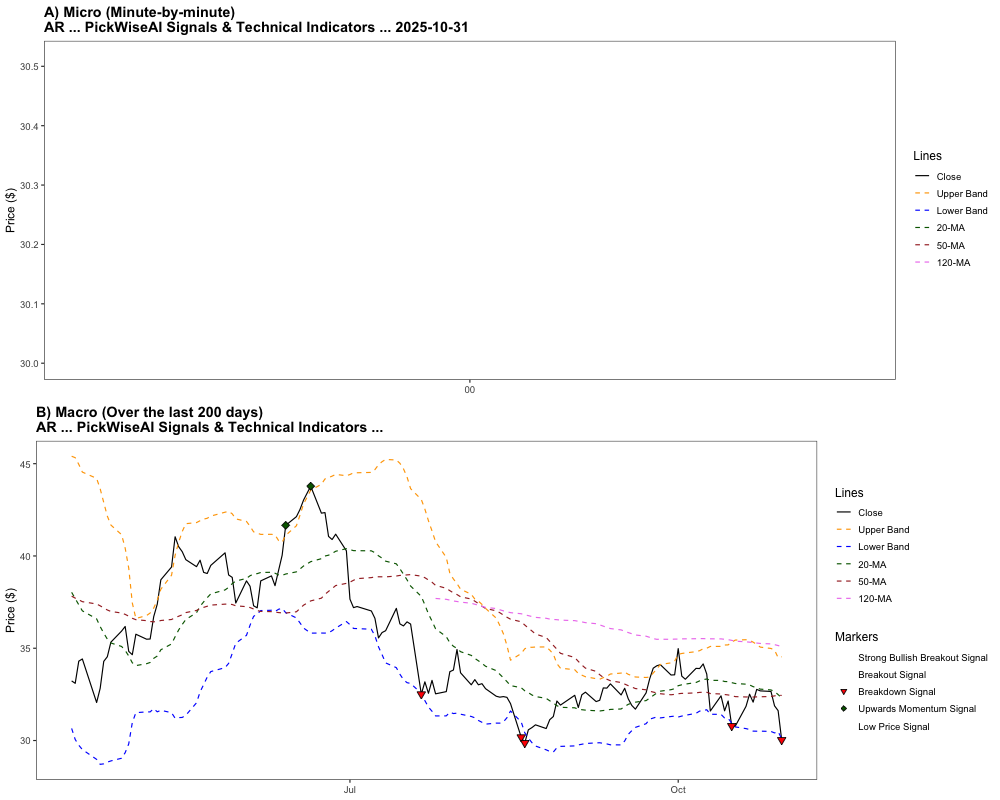 A) Micro (Minute-by-minute)
AR ... PickWiseAI Signals & Technical Indicators ... 2025-10-31
Price ($)
30.5
30.4
30.3
30.2
30.1
30.0
00
Lines
Close
Upper Band
Lower Band
20-MA
50-MA
120-MA
B) Macro (Over the last 200 days)
AR ... PickWiseAI Signals & Technical Indicators ...
Price ($)
45
40
35
30
Jul
Oct
Lines
Close
Upper Band
Lower Band
20-MA
50-MA
120-MA
Markers
Strong Bullish Breakout Signal
Breakout Signal
Breakdown Signal
Upwards Momentum Signal
Low Price Signal